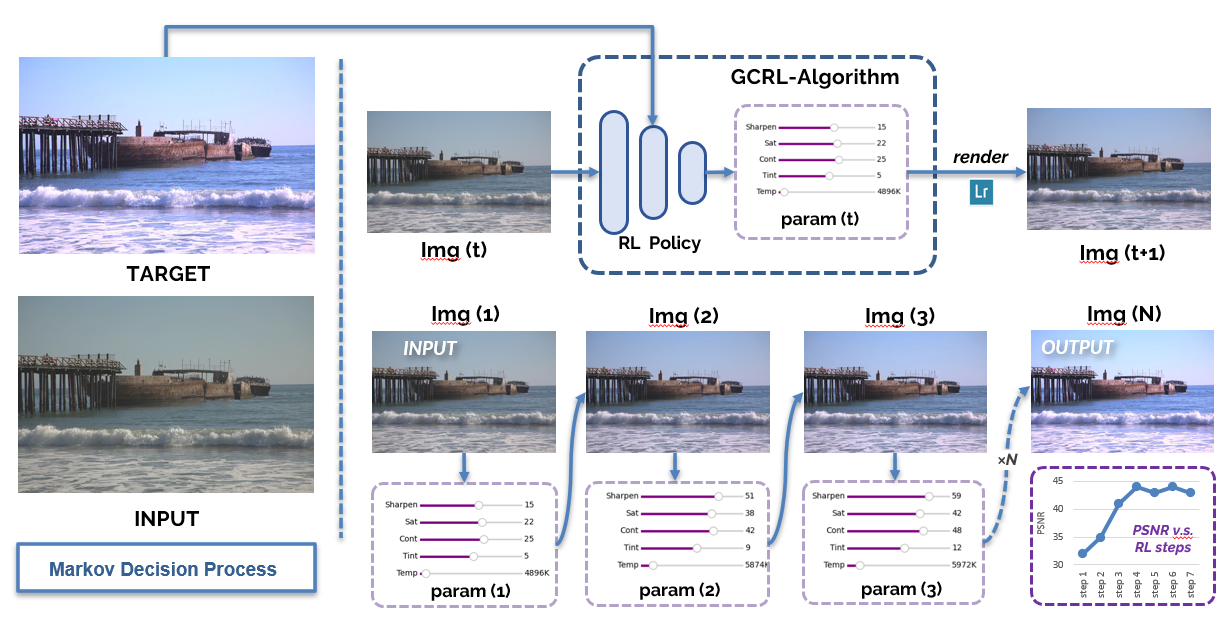 TARGET
INPUT
Markov Decision Process
GCRL-Algorithm
Img (t)
RL Policy
Sharpen 15
Sat 22
Cont 25
Tint 5
Temp 4896K
param (t)
render
Lr
Img (t+1)
Img (1)
Img (2)
Img (3)
Img (N)
INPUT
OUTPUT
Sharpen 15
Sat 22
Cont 25
Tint 5
Temp 4896K
param (1)
Sharpen 51
Sat 38
Cont 42
Tint 9
Temp 5874K
param (2)
Sharpen 59
Sat 42
Cont 48
Tint 12
Temp 5972K
param (3)
×N
45
40
35
30
PSNR
PSNR v.s.
RL steps
step 1
step 2
step 3
step 4
step 5
step 6
step 7